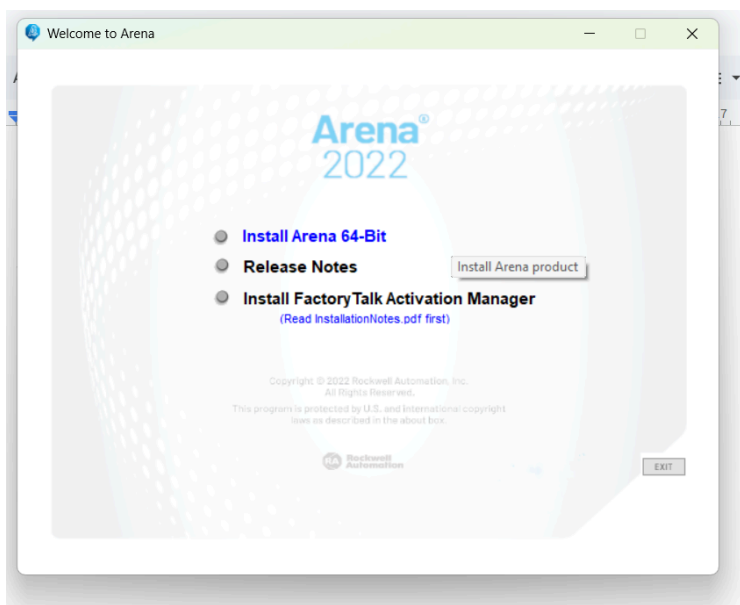 Welcome to Arena
Arena®
2022
Install Arena 64-Bit
Release Notes
Install Arena product
Install FactoryTalk Activation Manager
(Read InstallationNotes.pdf first)
Copyright © 2022 Rockwell Automation, Inc.
All Rights Reserved.
This program is protected by U.S. and international copyright
laws as described in the about box.
RA Rockwell
Automation
EXIT
7